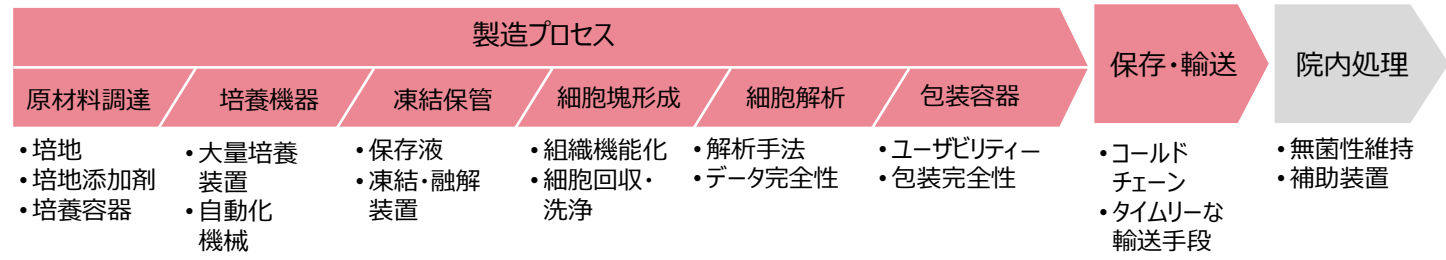 製造プロセス
保存・輸送
院内処理
原材料調達
培養機器
凍結保管
細胞塊形成
細胞解析
包装容器
•培地
•培地添加剤
•培養容器
•大量培養
装置
•自動化
機械
•保存液
•凍結・融解
装置
•組織機能化
•細胞回収・
洗浄
•解析手法
•データ完全性
•ユーザビリティー
•包装完全性
•コールド
チェーン
•タイムリーな
輸送手段
•無菌性維持
•補助装置